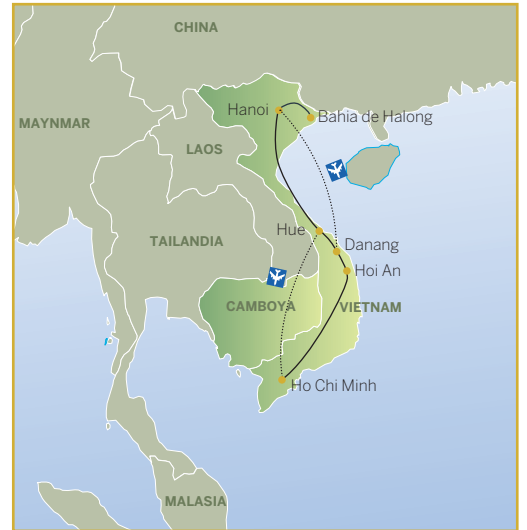 CHINA
Hanoi
Bahia de Halong
MAYNMAR
LAOS
Hue
TAILANDIA
Danang
Hoi An
CAMBOYA
VIETNAM
Ho Chi Minh
MALASIA